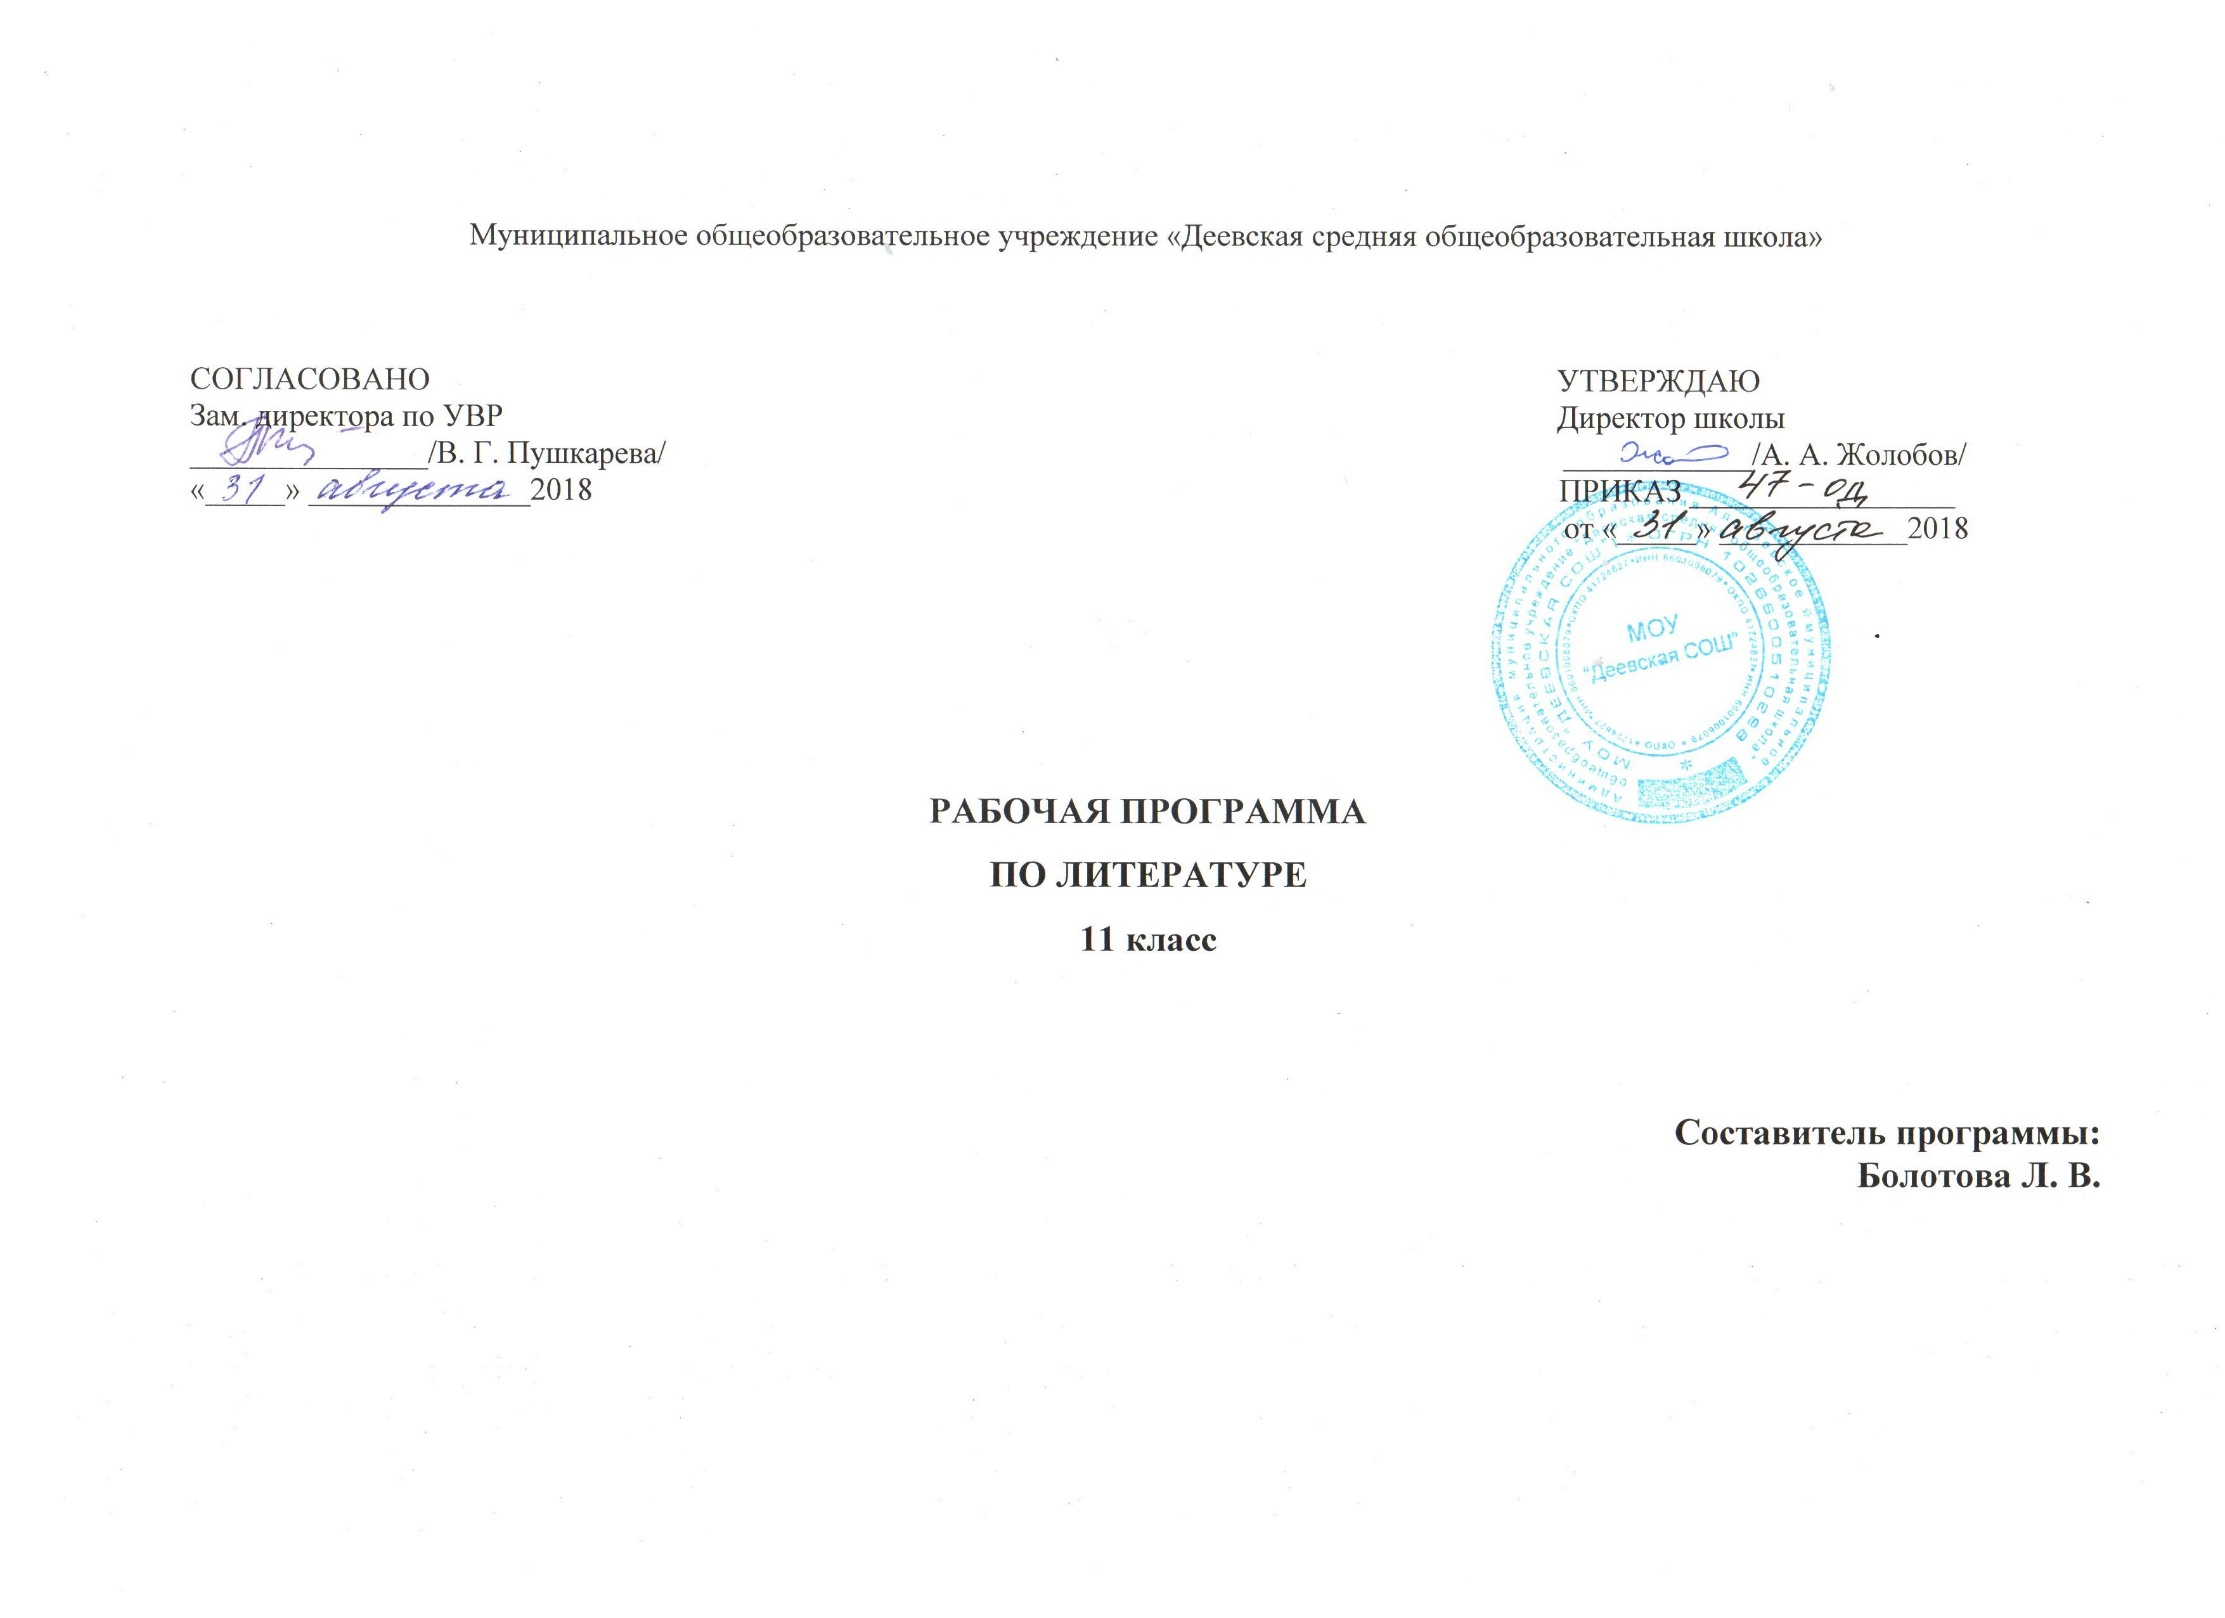 Муниципальное общеобразовательное учреждение «Деевская средняя общеобразовательная школа»
СОГЛАСОВАНО
Зам. директора по УВР
/В. Г. Пушкарева/
« 31 » августа 2018
УТВЕРЖДАЮ
Директор школы
/А. А. Жолобов/
ПРИКАЗ 47-од
от « 31 » августа 2018
МОУ
"Деевская СОШ"
РАБОЧАЯ ПРОГРАММА
ПО ЛИТЕРАТУРЕ
11 класс
Составитель программы:
Болотова Л. В.